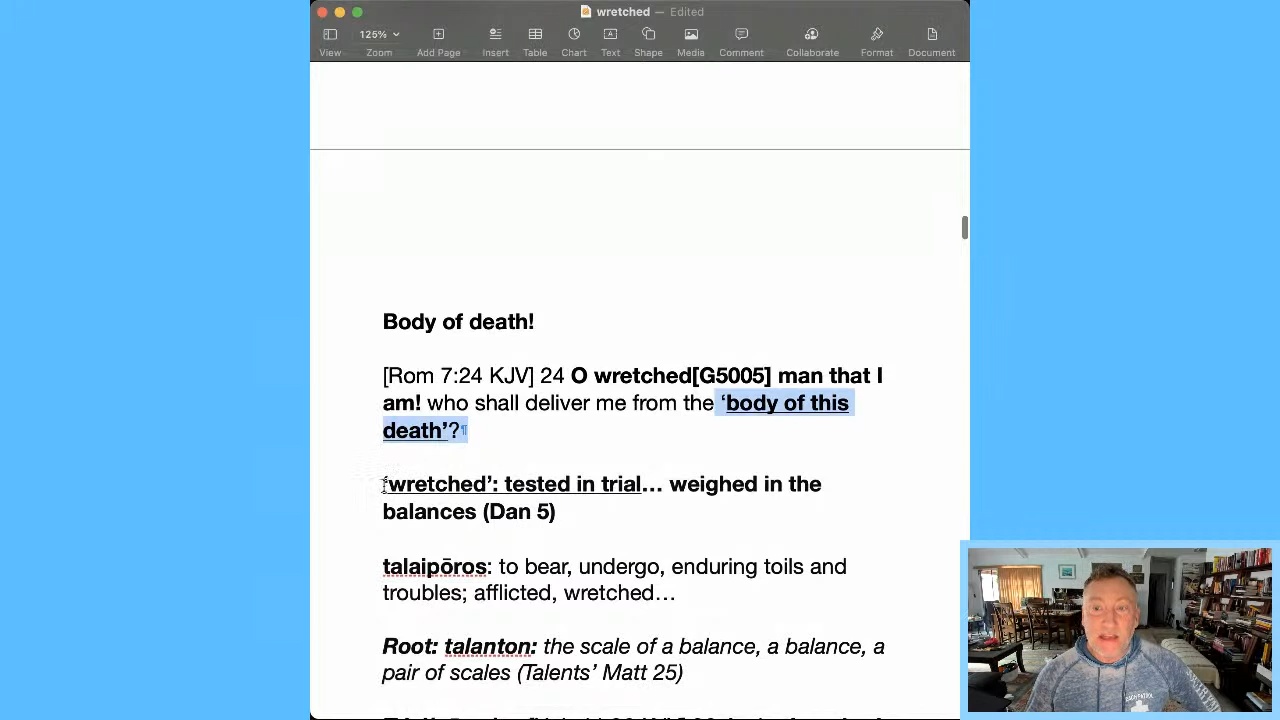 wretched — Edited
125%
View Zoom Add Page Insert Table Chart Text Shape Media Comment Collaborate Format Document
Body of death!
[Rom 7:24 KJV] 24 O wretched[G5005] man that I
am! who shall deliver me from the ‘body of this
death’?¶
‘wretched’: tested in trial… weighed in the
balances (Dan 5)
talaipōros: to bear, undergo, enduring toils and
troubles; afflicted, wretched…
Root: talanton: the scale of a balance, a balance, a
pair of scales (Talents’ Matt 25)